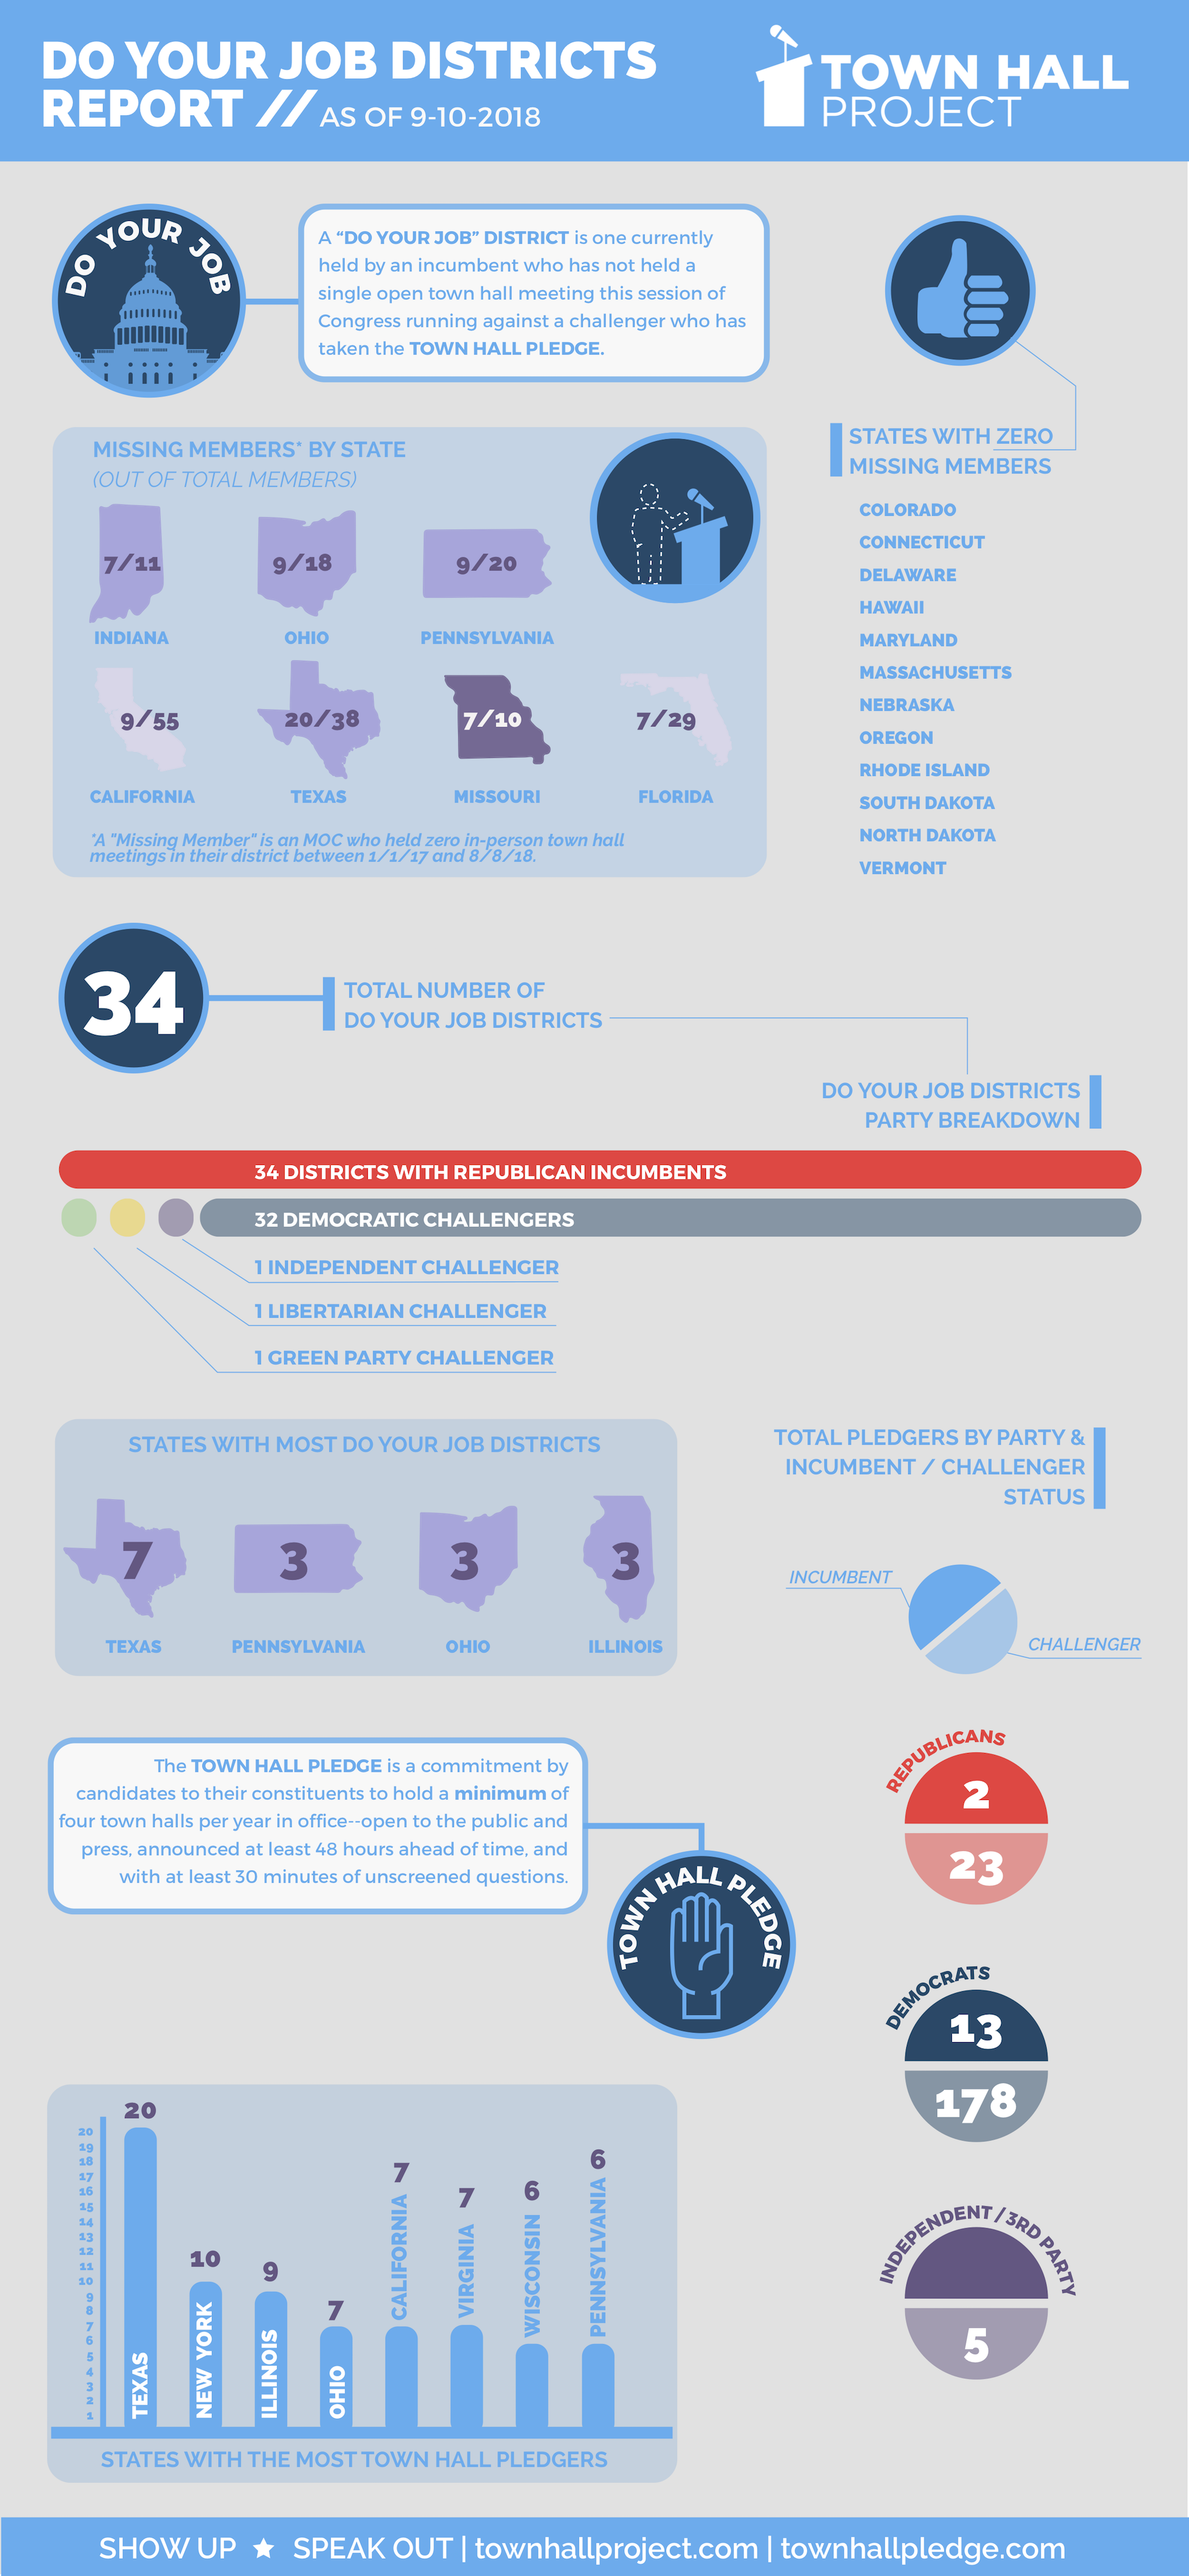 DO YOUR JOB DISTRICTS
REPORT // AS OF 9-10-2018
TOWN HALL
PROJECT
DO YOUR JOB
A “DO YOUR JOB” DISTRICT is one currently
held by an incumbent who has not held a
single open town hall meeting this session of
Congress running against a challenger who has
taken the TOWN HALL PLEDGE.
MISSING MEMBERS* BY STATE
(OUT OF TOTAL MEMBERS)
7/11
9/18
9/20
INDIANA
OHIO
PENNSYLVANIA
9/55
20/38
7/10
7/29
CALIFORNIA
TEXAS
MISSOURI
FLORIDA
*A "Missing Member" is an MOC who held zero in-person town hall
meetings in their district between 1/1/17 and 8/8/18.
STATES WITH ZERO
MISSING MEMBERS
COLORADO
CONNECTICUT
DELAWARE
HAWAII
MARYLAND
MASSACHUSETTS
NEBRASKA
OREGON
RHODE ISLAND
SOUTH DAKOTA
NORTH DAKOTA
VERMONT
34
TOTAL NUMBER OF
DO YOUR JOB DISTRICTS
DO YOUR JOB DISTRICTS
PARTY BREAKDOWN
34 DISTRICTS WITH REPUBLICAN INCUMBENTS
32 DEMOCRATIC CHALLENGERS
1 INDEPENDENT CHALLENGER
1 LIBERTARIAN CHALLENGER
1 GREEN PARTY CHALLENGER
STATES WITH MOST DO YOUR JOB DISTRICTS
7
3
3
3
TEXAS
PENNSYLVANIA
OHIO
ILLINOIS
TOTAL PLEDGERS BY PARTY &
INCUMBENT / CHALLENGER
STATUS
INCUMBENT
CHALLENGER
The TOWN HALL PLEDGE is a commitment by
candidates to their constituents to hold a minimum of
four town halls per year in office--open to the public and
press, announced at least 48 hours ahead of time, and
with at least 30 minutes of unscreened questions.
TOWN HALL PLEDGE
REPUBLICANS
2
23
DEMOCRATS
13
178
INDEPENDENT / 3RD PARTY
5
20
19
18
17
16
15
14
13
12
11
10
9
8
7
6
5
4
3
2
1
20
TEXAS
10
NEW YORK
9
ILLINOIS
7
OHIO
7
CALIFORNIA
7
VIRGINIA
6
WISCONSIN
6
PENNSYLVANIA
STATES WITH THE MOST TOWN HALL PLEDGERS
SHOW UP ★ SPEAK OUT | townhallproject.com | townhallpledge.com